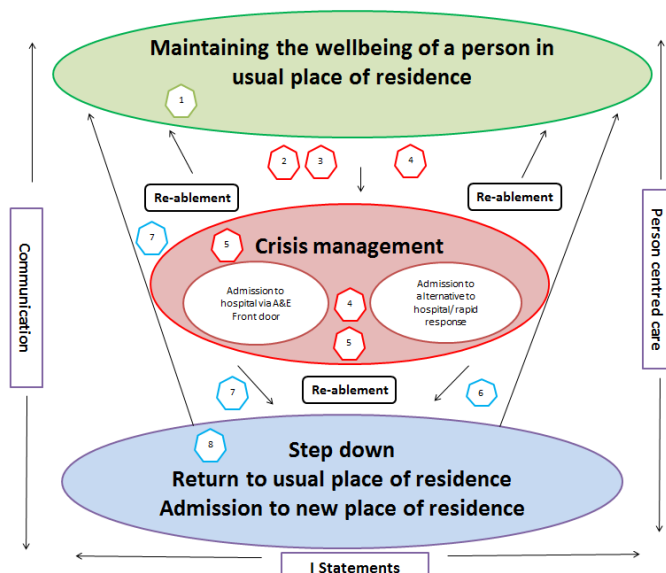 Maintaining the wellbeing of a person in
usual place of residence
1
2
3
4
Re-ablement
Re-ablement
7
5
Crisis management
Admission to
hospital via A&E
Front door
Admission to
alternative to
hospital/ rapid
response
4
5
Communication
Person centred care
7
Re-ablement
6
8
Step down
Return to usual place of residence
Admission to new place of residence
I Statements